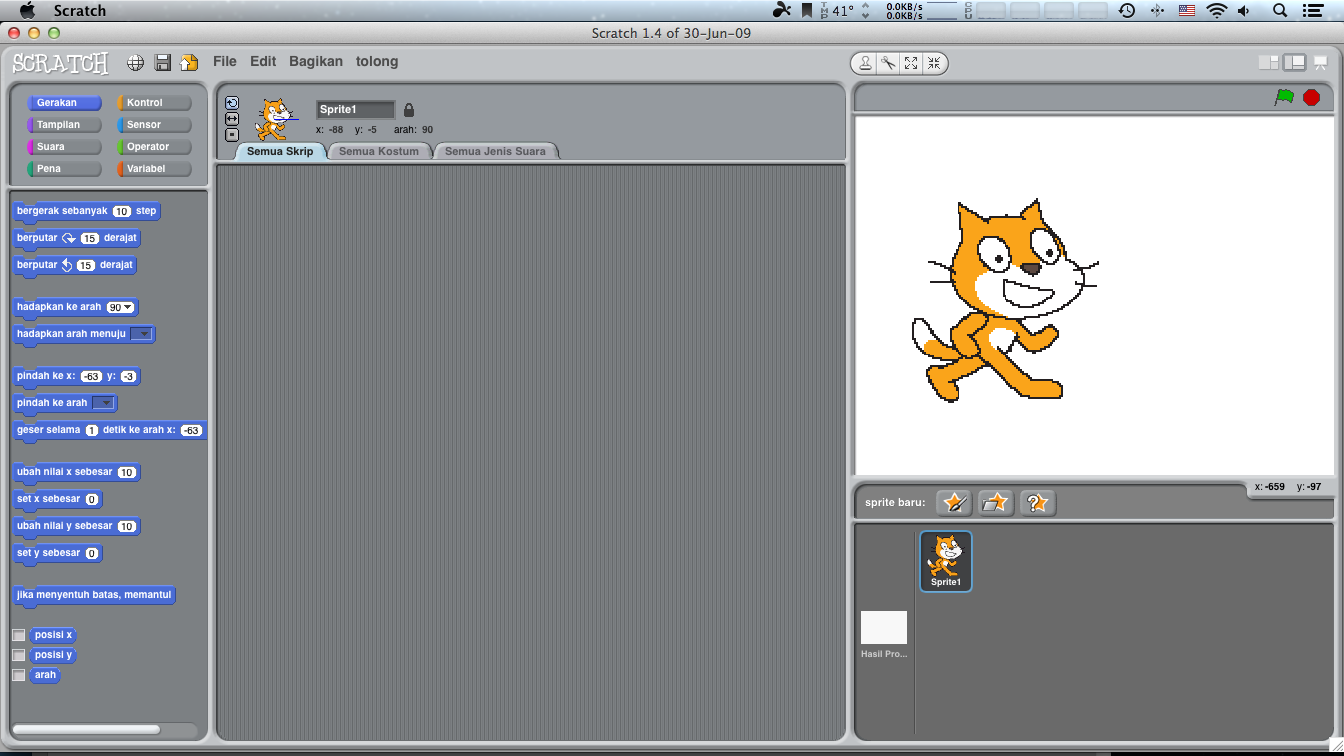 Scratch
41°
0.0KB/s
0.0KB/s
Scratch 1.4 of 30-Jun-09
SCRATCH
File Edit Bagikan tolong
Gerakan Kontrol
Tampilan Sensor
Suara Operator
Pena Variabel
Sprite1
x: -88 y: -5 arah: 90
Semua Skrip Semua Kostum Semua Jenis Suara
bergerak sebanyak 10 step
berputar 15 derajat
berputar 15 derajat
hadapkan ke arah 90
hadapkan arah menuju
pindah ke x: -63 y: -3
pindah ke arah
geser selama 1 detik ke arah x: -63
ubah nilai x sebesar 10
set x sebesar 0
ubah nilai y sebesar 10
set y sebesar 0
jika menyentuh batas, memantul
posisi x
posisi y
arah
x: -659 y: -97
sprite baru:
Sprite1
Hasil Pro...